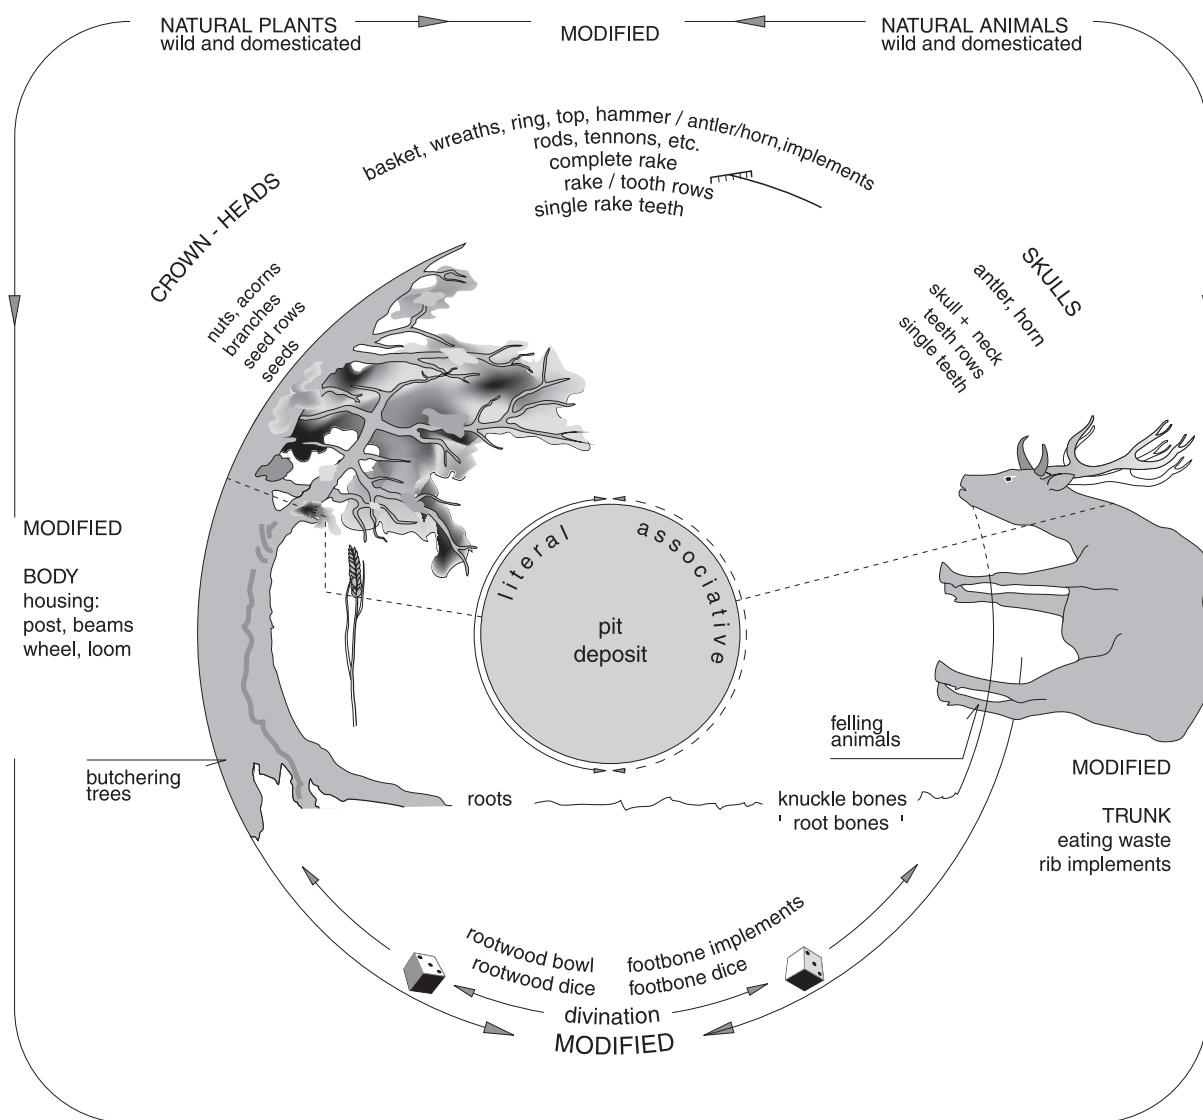 NATURAL PLANTS
wild and domesticated
MODIFIED
NATURAL ANIMALS
wild and domesticated
basket, wreaths, ring, top, hammer / antler/horn,implements
rods, tennons, etc.
complete rake
rake / tooth rows
single rake teeth
CROWN - HEADS
nuts, acorns
branches
seed rows
seeds
SKULLS
antler, horn
skull + neck
teeth rows
single teeth
MODIFIED
BODY
housing:
post, beams
wheel, loom
literal
associative
pit
deposit
butchering
trees
felling
animals
roots
knuckle bones
' root bones '
MODIFIED
TRUNK
eating waste
rib implements
rootwood bowl
rootwood dice
footbone implements
footbone dice
divination
MODIFIED